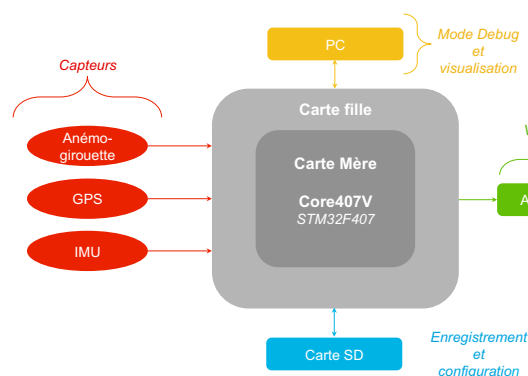 PC
Mode Debug
et
visualisation
Capteurs
Carte fille
Anémo-
girouette
GPS
IMU
Carte Mère
Core407V
STM32F407
Carte SD
Enregistrement
et
configuration